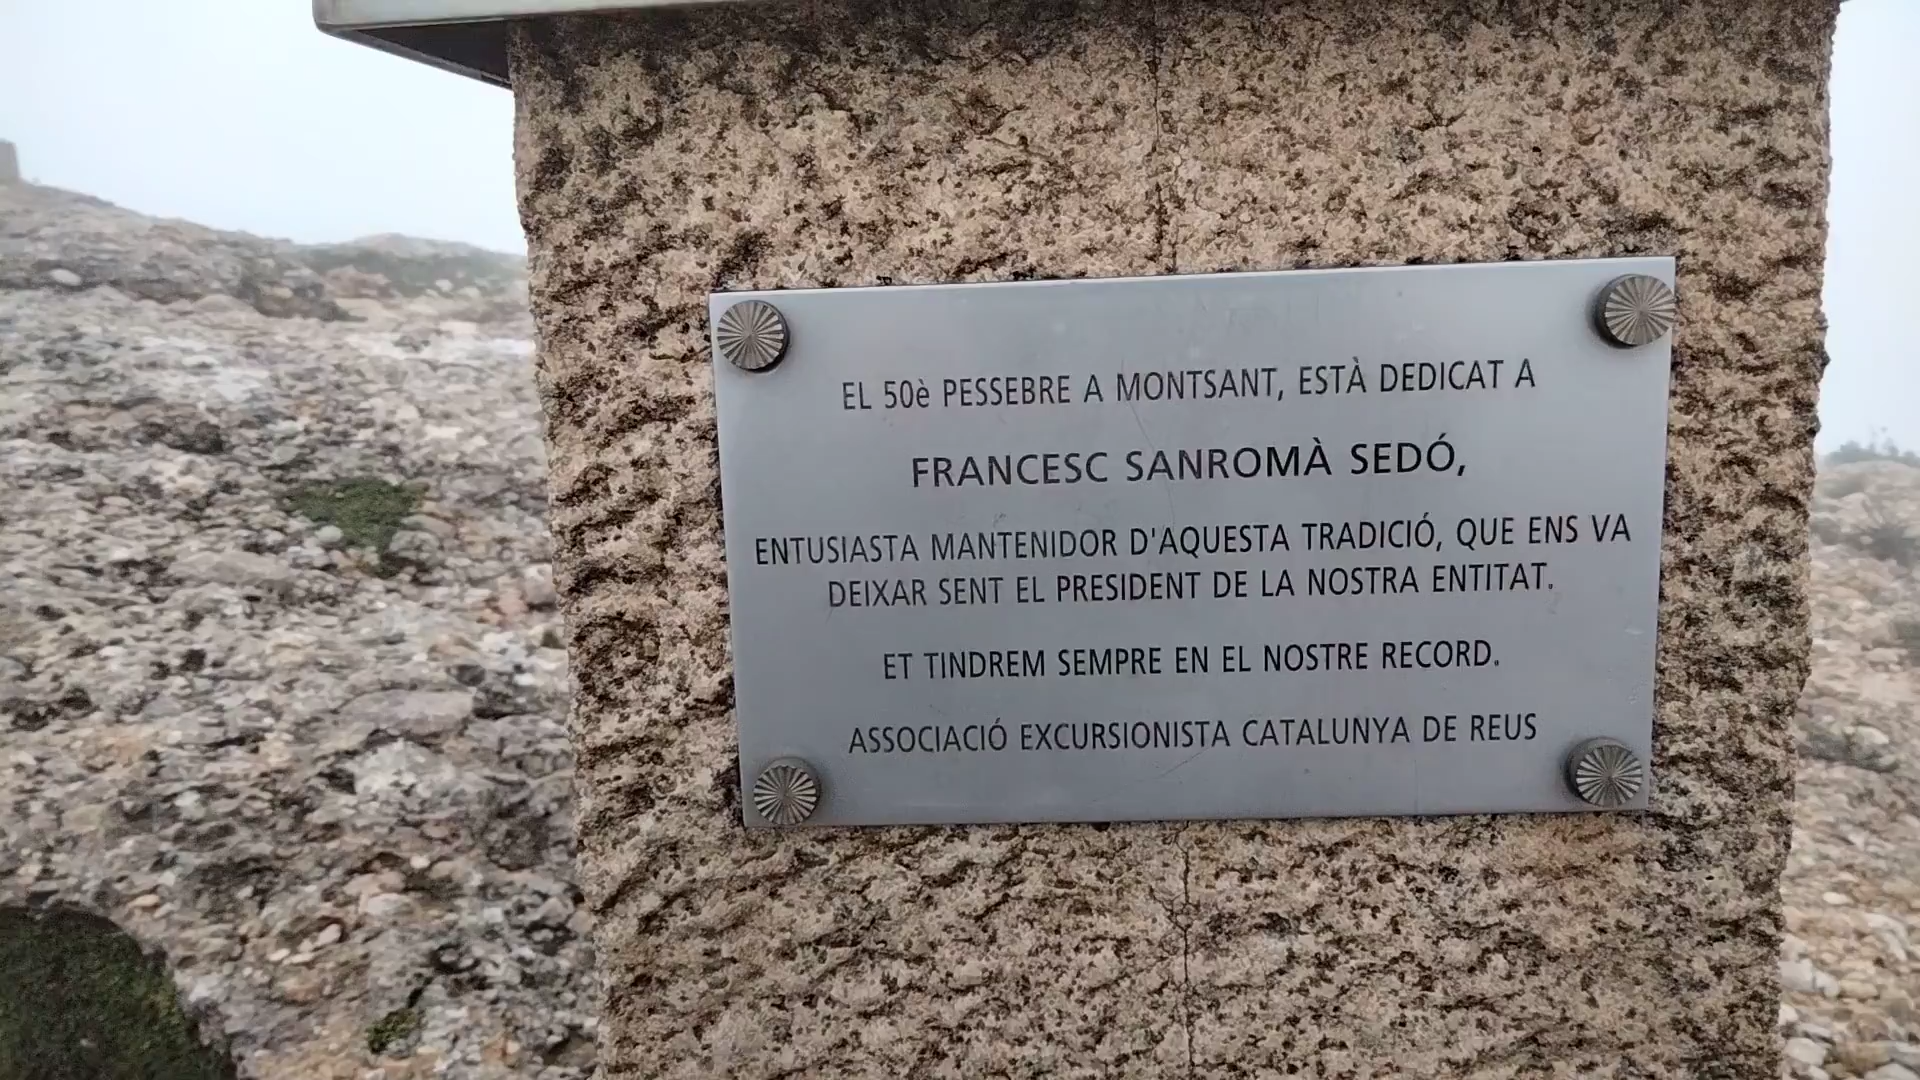 EL 50è PESSEBRE A MONTSANT, ESTÀ DEDICAT A
FRANCESC SANROMÀ SEDÓ,
ENTUSIASTA MANTENIDOR D'AQUESTA TRADICIÓ, QUE ENS VA
DEIXAR SENT EL PRESIDENT DE LA NOSTRA ENTITAT.
ET TINDREM SEMPRE EN EL NOSTRE RECORD.
ASSOCIACIÓ EXCURSIONISTA CATALUNYA DE REUS